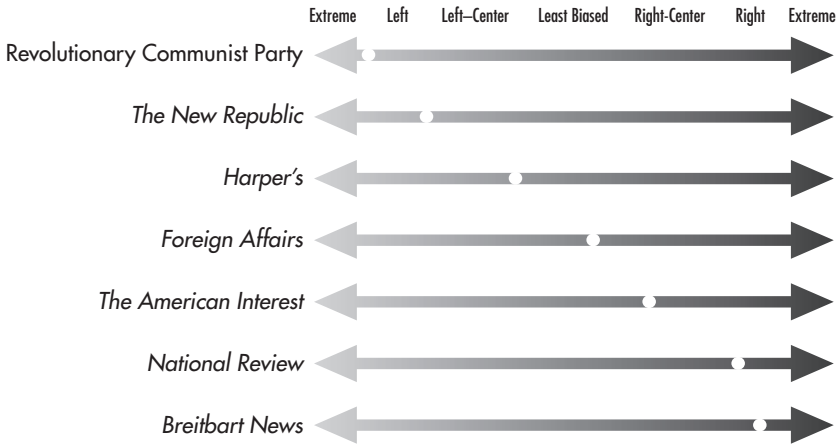 Extreme Left Left–Center Least Biased Right-Center Right Extreme
Revolutionary Communist Party
The New Republic
Harper's
Foreign Affairs
The American Interest
National Review
Breitbart News